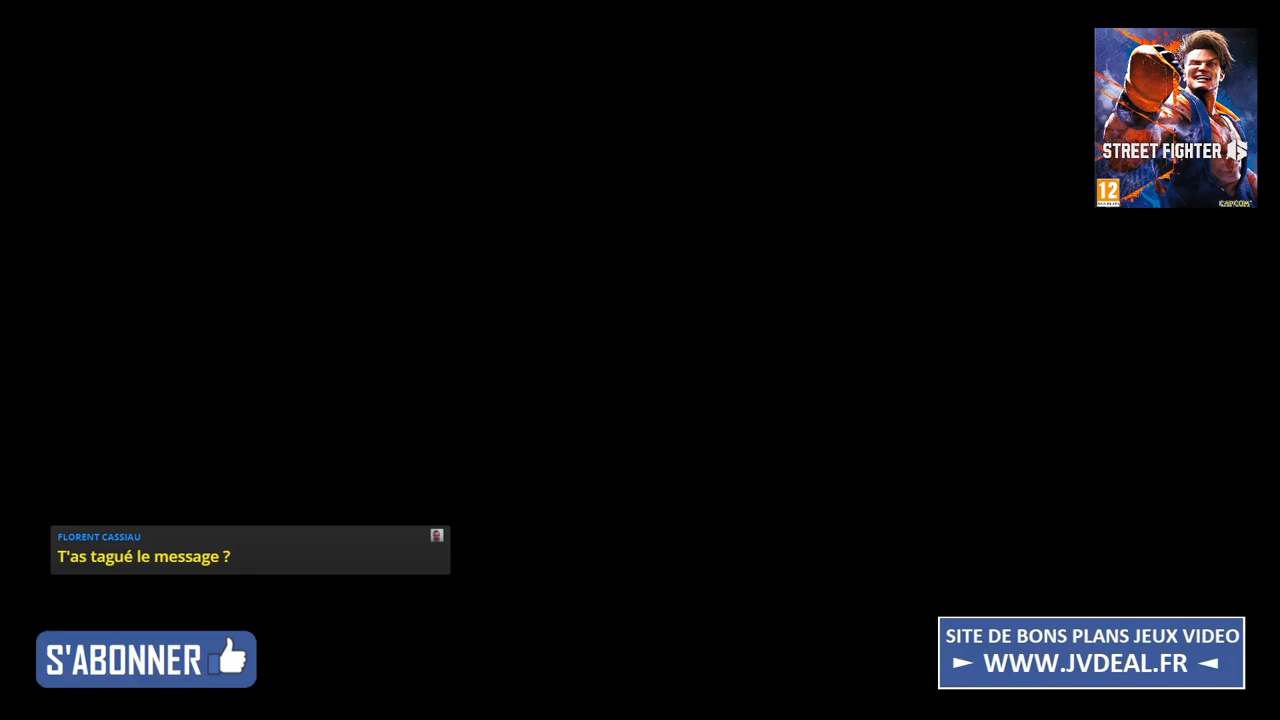 STREET FIGHTER 6
12
CAPCOM
FLORENT CASSIAU
T'as tagué le message ?
S'ABONNER
SITE DE BONS PLANS JEUX VIDEO
► WWW.JVDEAL.FR ◄